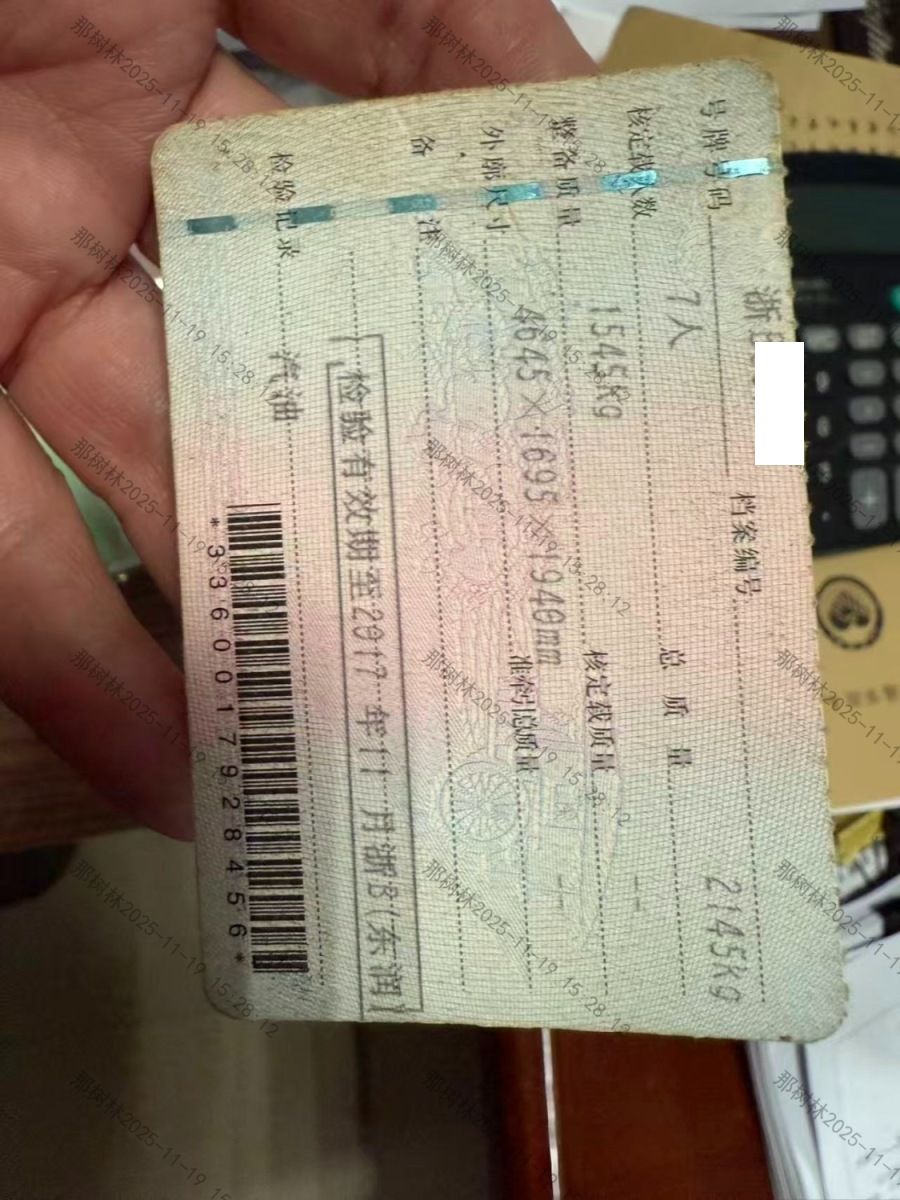 号牌号码 浙 档案编号
核定载人数 7人 总质量 2145kg
整备质量 1545kg 核定载质量 --
外廓尺寸 4645×1695×1940mm 准牵引总质量 --
备注
检验有效期至2017年11月浙B(东润)
检验记录 汽油
*3360017928456*
那树林2025-11-19 15:28:12